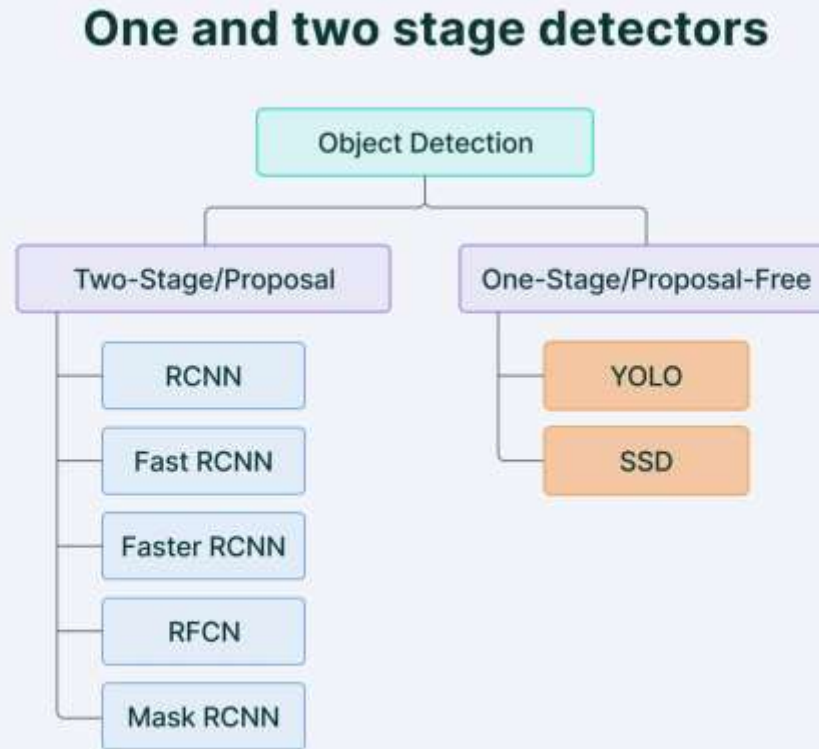 One and two stage detectors
Object Detection
Two-Stage/Proposal
One-Stage/Proposal-Free
RCNN
Fast RCNN
Faster RCNN
RFCN
Mask RCNN
YOLO
SSD